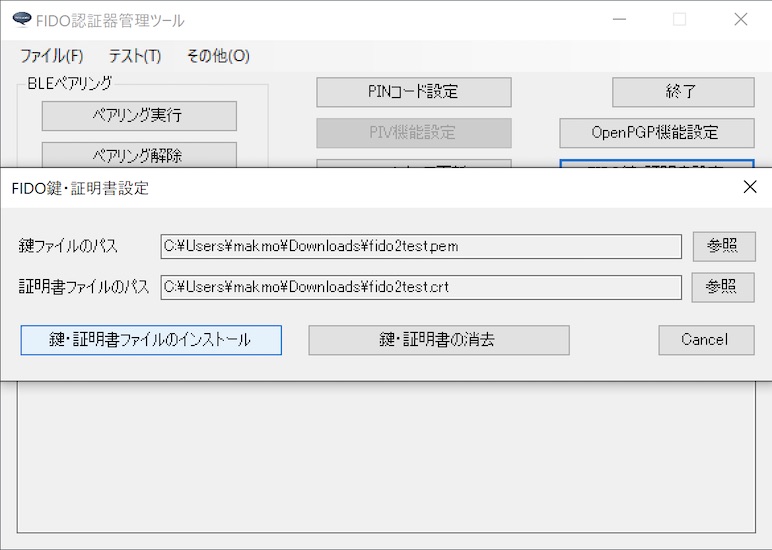 FIDO認証器管理ツール
ファイル(F) テスト(T) その他(O)
BLEペアリング
PINコード設定 終了
ペアリング実行
PIV機能設定 OpenPGP機能設定
ペアリング解除
FIDO鍵・証明書設定
鍵ファイルのパス C:¥Users¥makmo¥Downloads¥fido2test.pem 参照
証明書ファイルのパス C:¥Users¥makmo¥Downloads¥fido2test.crt 参照
鍵・証明書ファイルのインストール 鍵・証明書の消去 Cancel